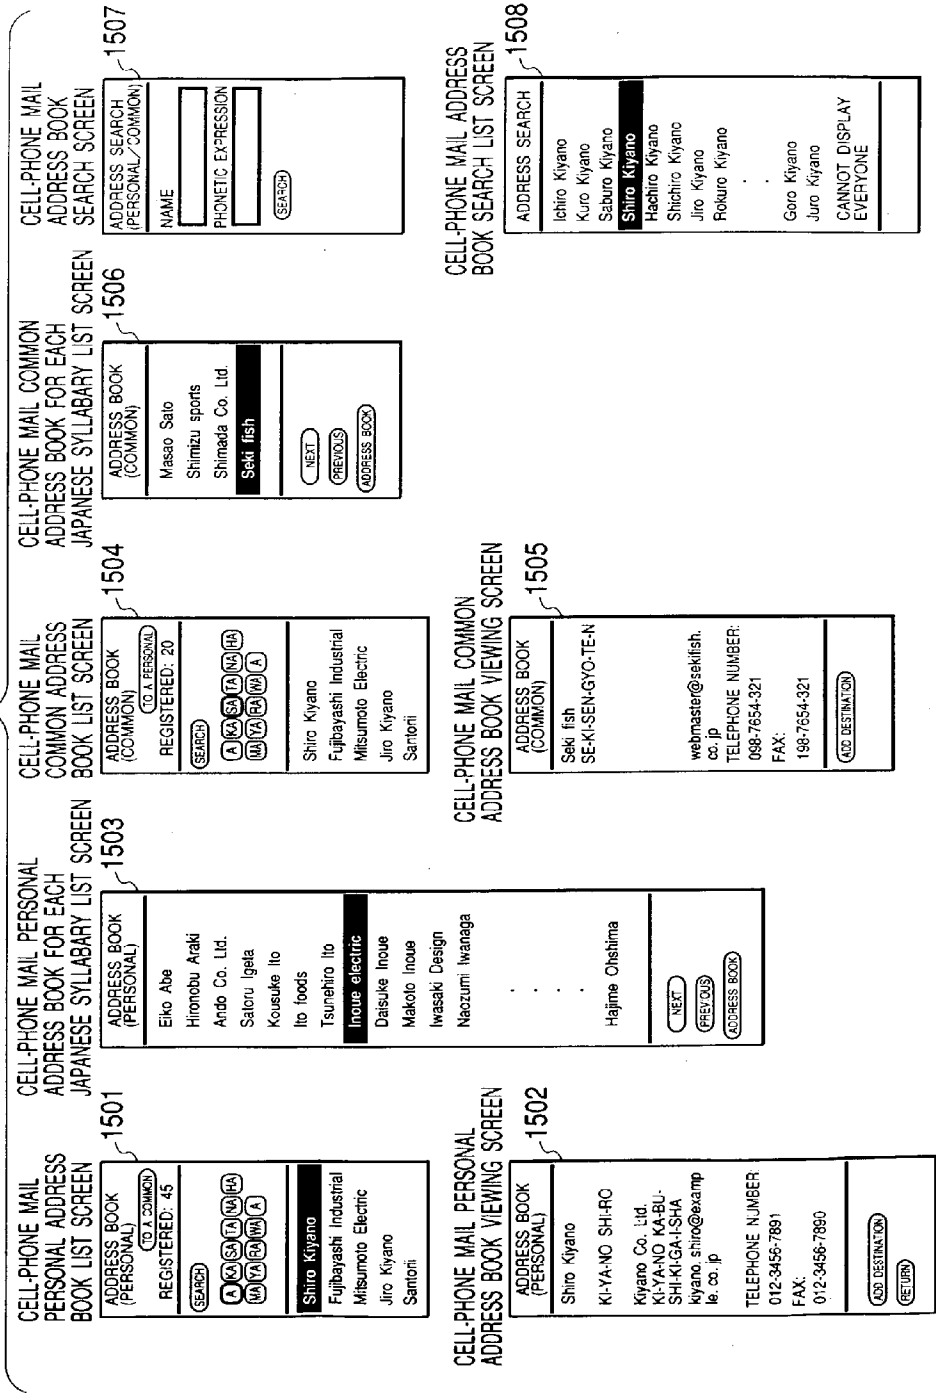 CELL-PHONE MAIL
PERSONAL ADDRESS
BOOK LIST SCREEN
1501
ADDRESS BOOK
(PERSONAL)
TO A COMMON
REGISTERED: 45
SEARCH
A KA SA TA NA HA
MA YA RA WA A
Shiro Kiyano
Fujibayashi Industrial
Mitsumoto Electric
Jiro Kiyano
Santorii
CELL-PHONE MAIL PERSONAL
ADDRESS BOOK VIEWING SCREEN
1502
ADDRESS BOOK
(PERSONAL)
Shiro Kiyano
KI-YA-NO SHI-RO
Kiyano Co. Ltd.
KI-YA-NO KA-BU-
SHI-KI-GA-I-SHA
kiyano. shiro@examp
le. co. jp
TELEPHONE NUMBER:
012-3456-7891
FAX:
012-3456-7890
ADD DESTINATION
RETURN
CELL-PHONE MAIL PERSONAL
ADDRESS BOOK FOR EACH
JAPANESE SYLLABARY LIST SCREEN
1503
ADDRESS BOOK
(PERSONAL)
Eiko Abe
Hironobu Araki
Ando Co. Ltd.
Satoru Igeta
Kousuke Ito
Ito foods
Tsunehiro Ito
Inoue electric
Daisuke Inoue
Makoto Inoue
Iwasaki Design
Naozumi Iwanaga
.
.
.
.
Hajime Ohshima
NEXT
PREVIOUS
ADDRESS BOOK
CELL-PHONE MAIL
COMMON ADDRESS
BOOK LIST SCREEN
1504
ADDRESS BOOK
(COMMON)
TO A PERSONAL
REGISTERED: 20
SEARCH
A KA SA TA NA HA
MA YA RA WA A
Shiro Kiyano
Fujibayashi Industrial
Mitsumoto Electric
Jiro Kiyano
Santorii
CELL-PHONE MAIL COMMON
ADDRESS BOOK VIEWING SCREEN
1505
ADDRESS BOOK
(COMMON)
Seki fish
SE-KI-SEN-GYO-TE-N
webmaster@sekifish.
co. jp
TELEPHONE NUMBER:
098-7654-321
FAX:
198-7654-321
ADD DESTINATION
CELL-PHONE MAIL COMMON
ADDRESS BOOK FOR EACH
JAPANESE SYLLABARY LIST SCREEN
1506
ADDRESS BOOK
(COMMON)
Masao Sato
Shimizu sports
Shimada Co. Ltd.
Seki fish
NEXT
PREVIOUS
ADDRESS BOOK
CELL-PHONE MAIL
ADDRESS BOOK
SEARCH SCREEN
1507
ADDRESS SEARCH
(PERSONAL/COMMON)
NAME
PHONETIC EXPRESSION
SEARCH
CELL-PHONE MAIL ADDRESS
BOOK SEARCH LIST SCREEN
1508
ADDRESS SEARCH
Ichiro Kiyano
Kuro Kiyano
Saburo Kiyano
Shiro Kiyano
Hachiro Kiyano
Shichiro Kiyano
Jiro Kiyano
Rokuro Kiyano
.
.
Goro Kiyano
Juro Kiyano
CANNOT DISPLAY
EVERYONE